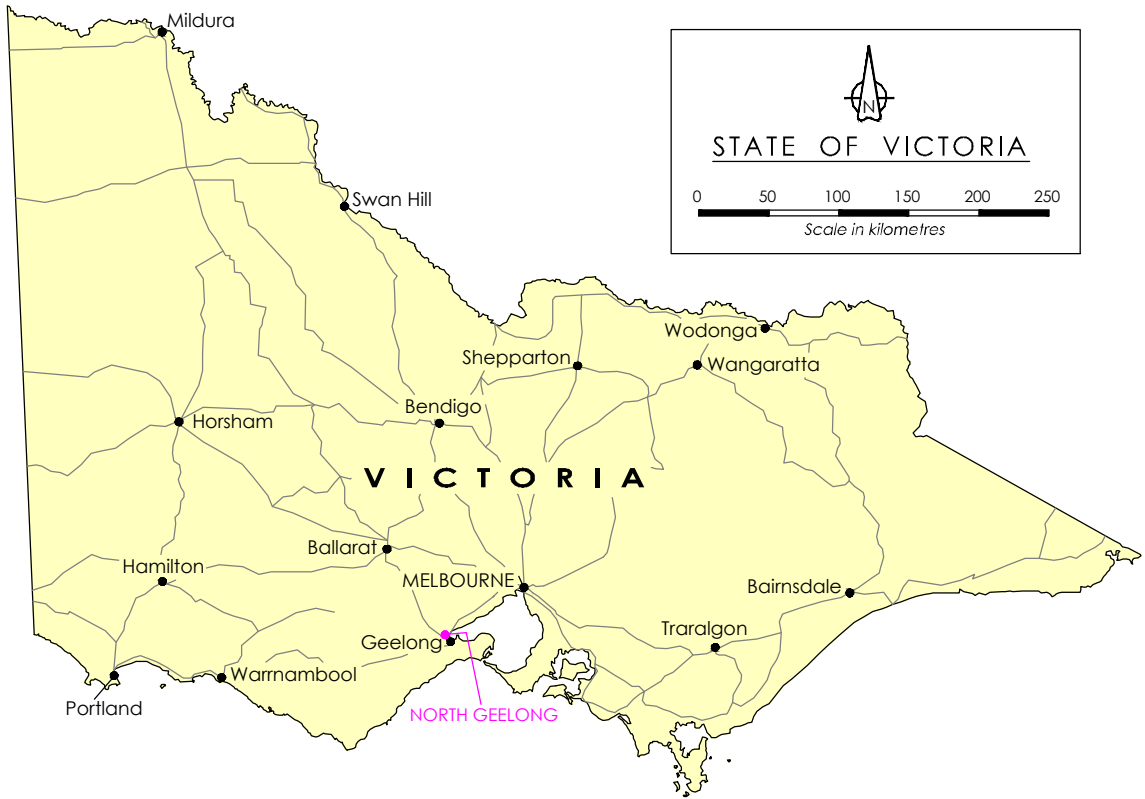 Mildura
N
STATE OF VICTORIA
0 50 100 150 200 250
Scale in kilometres
Swan Hill
Wodonga
Shepparton
Wangaratta
Bendigo
Horsham
VICTORIA
Ballarat
Hamilton
MELBOURNE
Bairnsdale
Traralgon
Geelong
Warrnambool
Portland
NORTH GEELONG